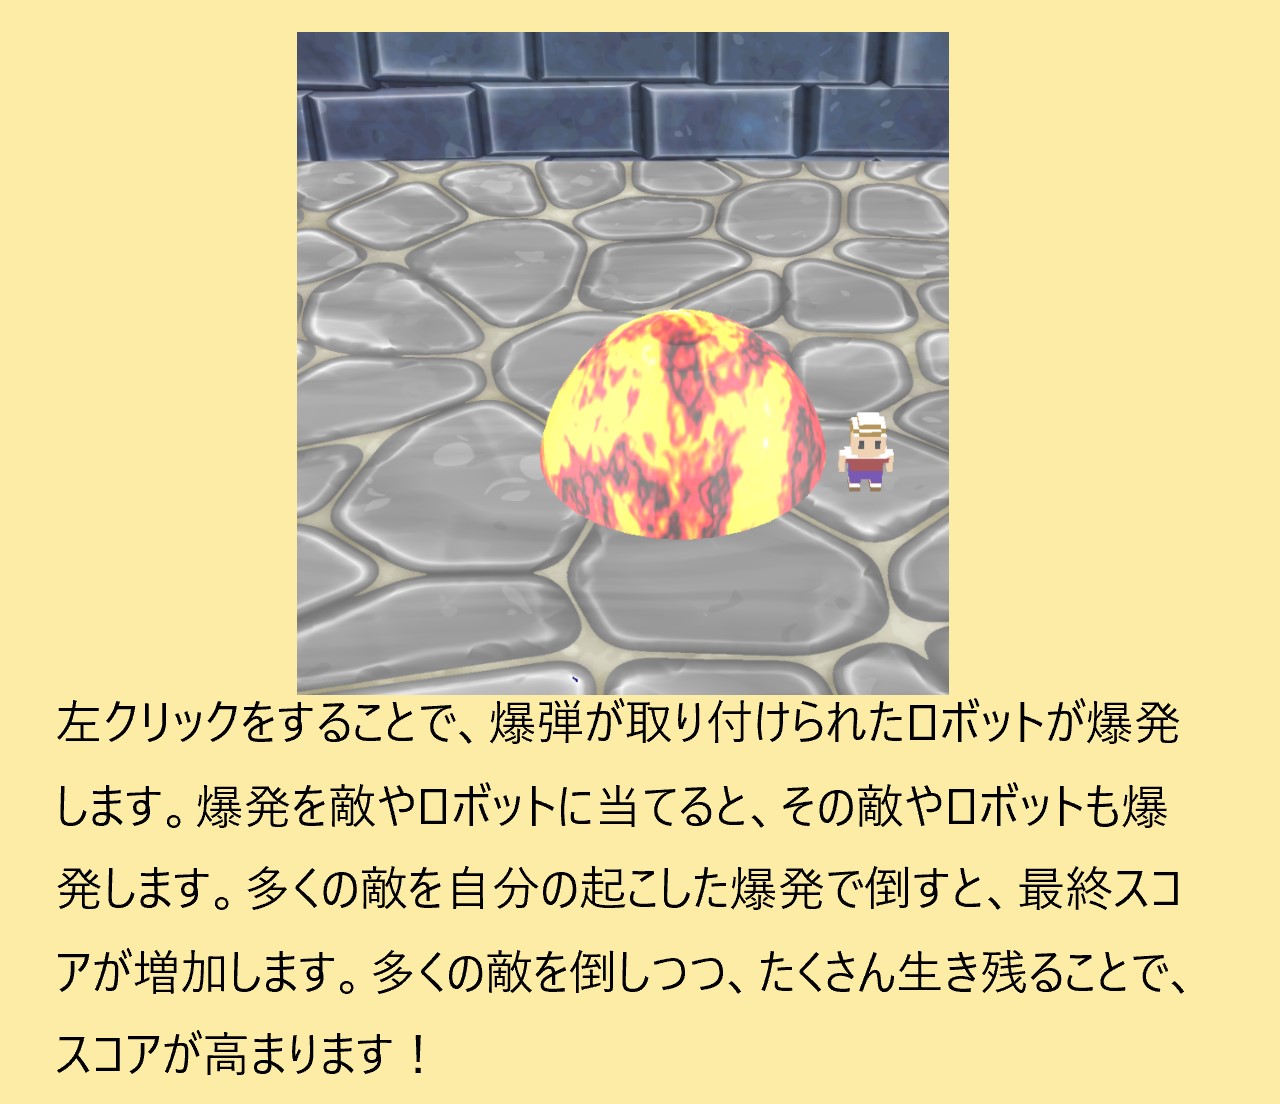 左クリックをすることで、爆弾が取り付けられたロボットが爆発
します。爆発を敵やロボットに当てると、その敵やロボットも爆
発します。多くの敵を自分の起こした爆発で倒すと、最終スコ
アが増加します。多くの敵を倒しつつ、たくさん生き残ることで、
スコアが高まります！